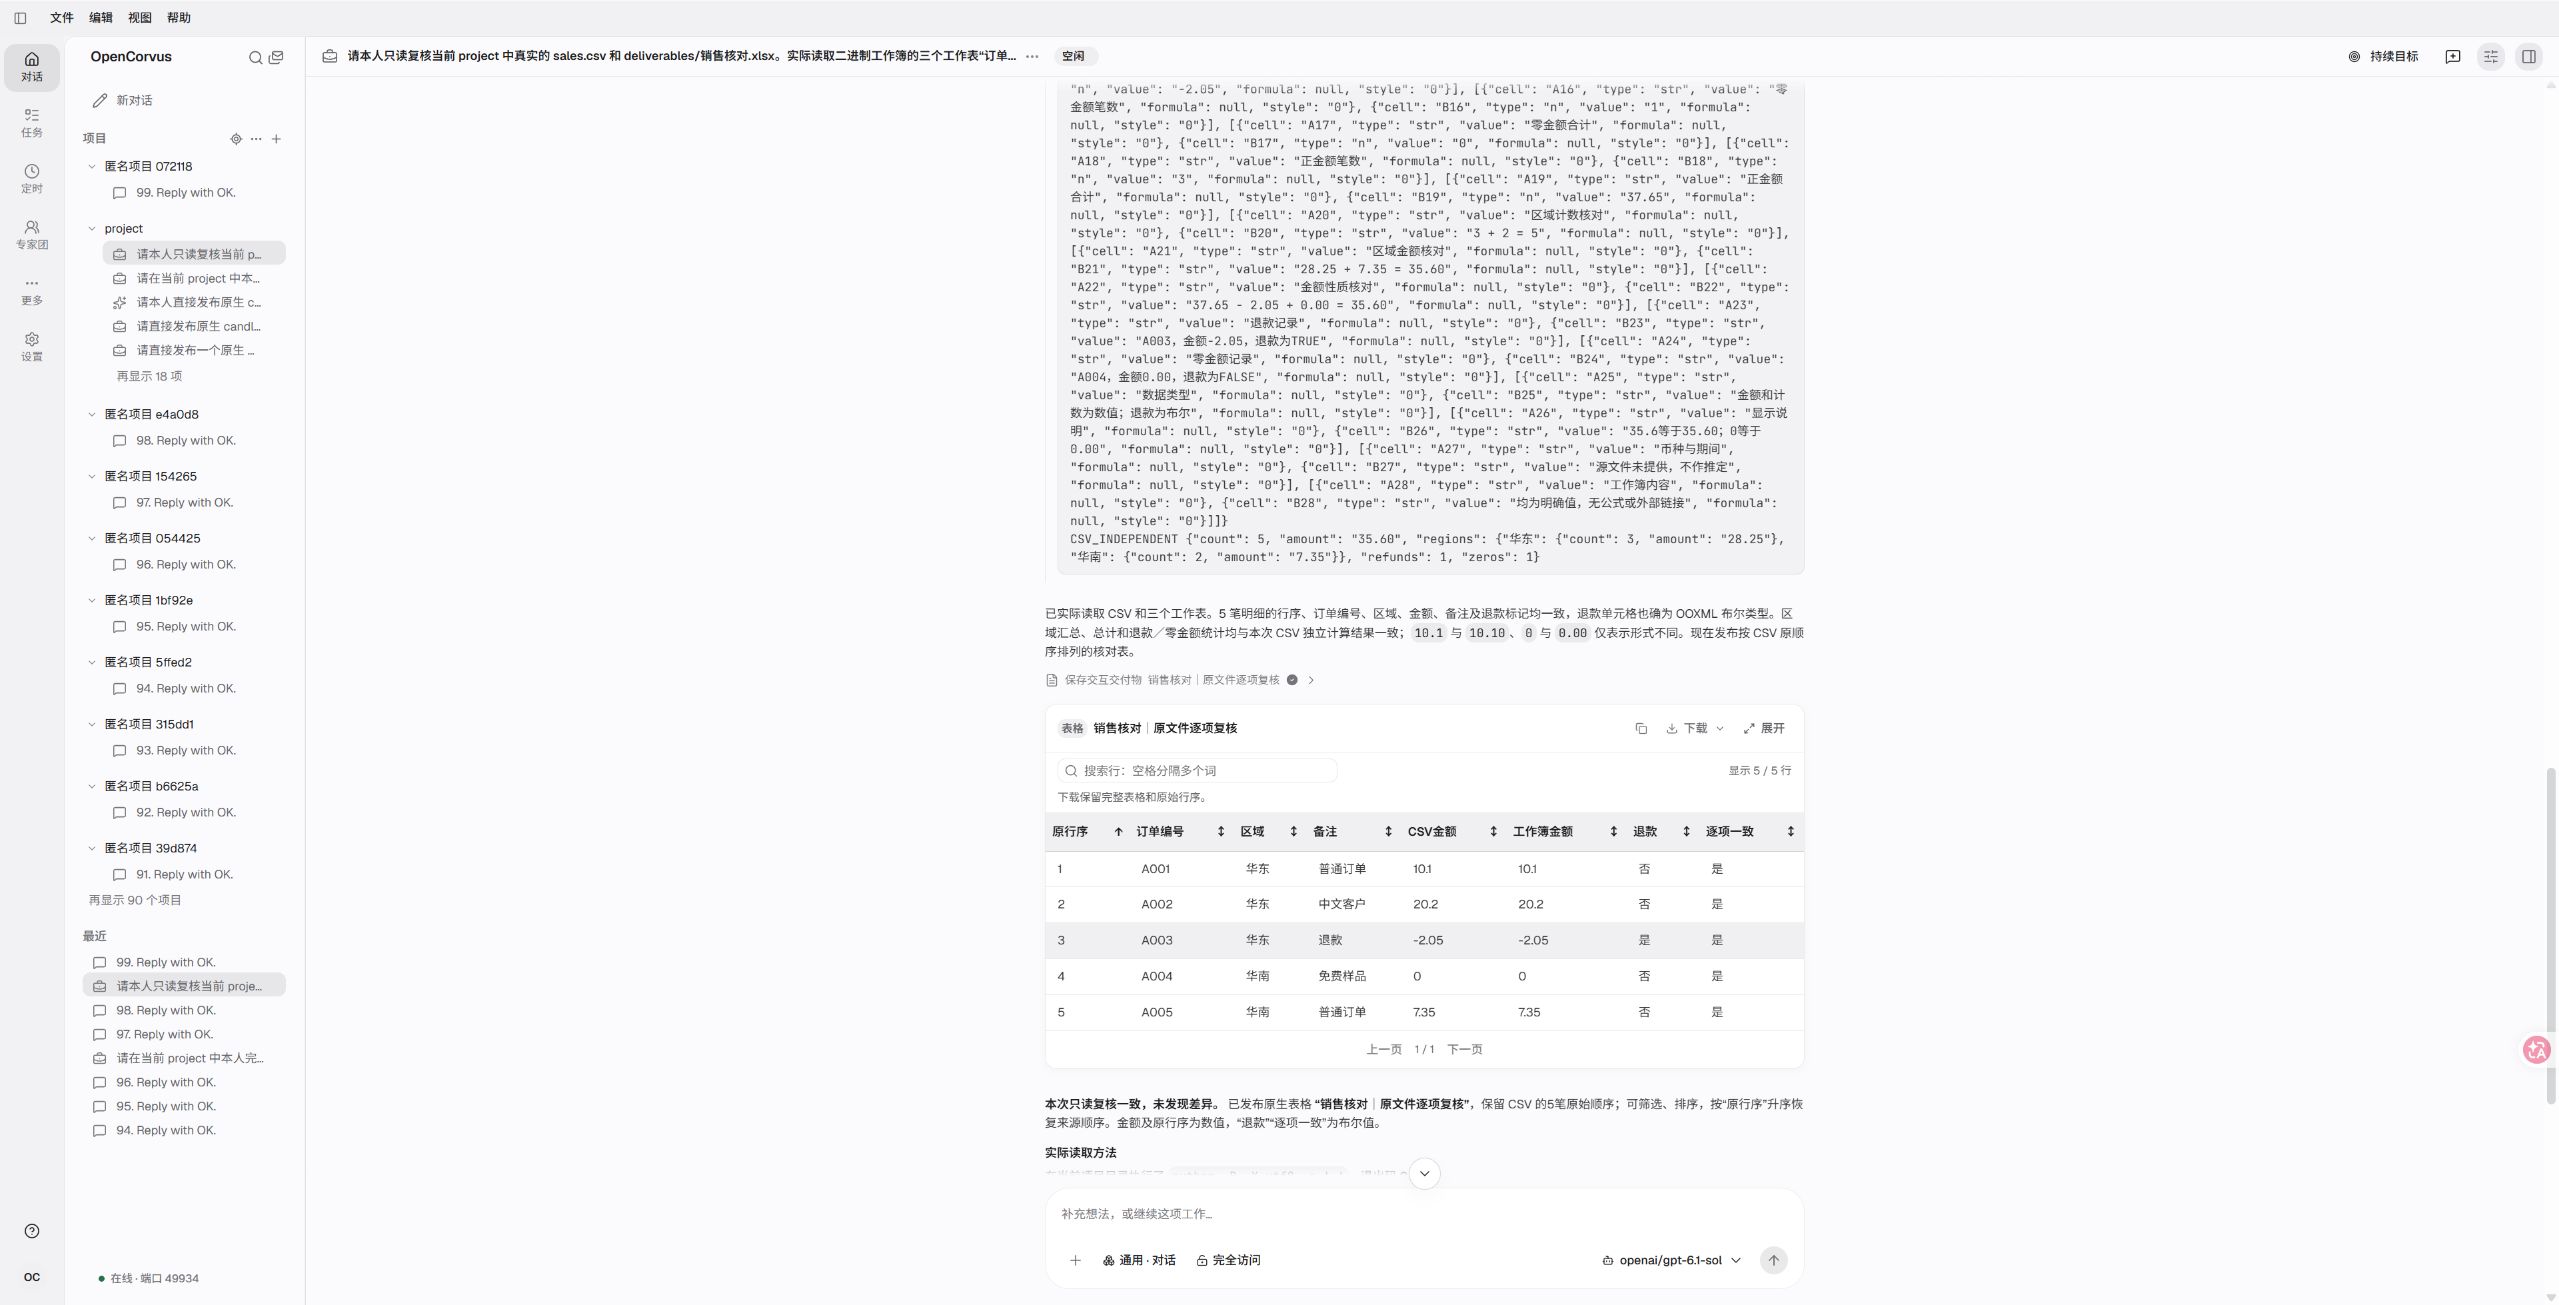 文件 编辑 视图 帮助
对话
任务
定时
专家团
更多
设置
OC
OpenCorvus
新对话
项目
匿名项目 072118
99. Reply with OK.
project
请本人只读复核当前 p...
请在当前 project 中本...
请本人直接发布原生 c...
请直接发布原生 candl...
请直接发布一个原生 ...
再显示 18 项
匿名项目 e4a0d8
98. Reply with OK.
匿名项目 154265
97. Reply with OK.
匿名项目 054425
96. Reply with OK.
匿名项目 1bf92e
95. Reply with OK.
匿名项目 5ffed2
94. Reply with OK.
匿名项目 315dd1
93. Reply with OK.
匿名项目 b6625a
92. Reply with OK.
匿名项目 39d874
91. Reply with OK.
再显示 90 个项目
最近
99. Reply with OK.
请本人只读复核当前 proje...
98. Reply with OK.
97. Reply with OK.
请在当前 project 中本人完...
96. Reply with OK.
95. Reply with OK.
94. Reply with OK.
在线 · 端口 49934
请本人只读复核当前 project 中真实的 sales.csv 和 deliverables/销售核对.xlsx。实际读取二进制工作簿的三个工作表“订单... ··· 空闲
持续目标
"n", "value": "-2.05", "formula": null, "style": "0"}], [{"cell": "A16", "type": "str", "value": "零
金额笔数", "formula": null, "style": "0"}, {"cell": "B16", "type": "n", "value": "1", "formula":
null, "style": "0"}], [{"cell": "A17", "type": "str", "value": "零金额合计", "formula": null,
"style": "0"}, {"cell": "B17", "type": "n", "value": "0", "formula": null, "style": "0"}], [{"cell":
"A18", "type": "str", "value": "正金额笔数", "formula": null, "style": "0"}, {"cell": "B18", "type":
"n", "value": "3", "formula": null, "style": "0"}], [{"cell": "A19", "type": "str", "value": "正金额
合计", "formula": null, "style": "0"}, {"cell": "B19", "type": "n", "value": "37.65", "formula":
null, "style": "0"}], [{"cell": "A20", "type": "str", "value": "区域计数核对", "formula": null,
"style": "0"}, {"cell": "B20", "type": "str", "value": "3 + 2 = 5", "formula": null, "style": "0"}],
[{"cell": "A21", "type": "str", "value": "区域金额核对", "formula": null, "style": "0"}, {"cell":
"B21", "type": "str", "value": "28.25 + 7.35 = 35.60", "formula": null, "style": "0"}], [{"cell":
"A22", "type": "str", "value": "金额性质核对", "formula": null, "style": "0"}, {"cell": "B22", "type":
"str", "value": "37.65 - 2.05 + 0.00 = 35.60", "formula": null, "style": "0"}], [{"cell": "A23",
"type": "str", "value": "退款记录", "formula": null, "style": "0"}, {"cell": "B23", "type": "str",
"value": "A003，金额-2.05，退款为TRUE", "formula": null, "style": "0"}], [{"cell": "A24", "type":
"str", "value": "零金额记录", "formula": null, "style": "0"}, {"cell": "B24", "type": "str", "value":
"A004，金额0.00，退款为FALSE", "formula": null, "style": "0"}], [{"cell": "A25", "type": "str",
"value": "数据类型", "formula": null, "style": "0"}, {"cell": "B25", "type": "str", "value": "金额和计
数为数值；退款为布尔", "formula": null, "style": "0"}], [{"cell": "A26", "type": "str", "value": "显示说
明", "formula": null, "style": "0"}, {"cell": "B26", "type": "str", "value": "35.6等于35.60；0等于
0.00", "formula": null, "style": "0"}], [{"cell": "A27", "type": "str", "value": "币种与期间",
"formula": null, "style": "0"}, {"cell": "B27", "type": "str", "value": "源文件未提供，不作推定",
"formula": null, "style": "0"}], [{"cell": "A28", "type": "str", "value": "工作簿内容", "formula":
null, "style": "0"}, {"cell": "B28", "type": "str", "value": "均为明确值，无公式或外部链接", "formula":
null, "style": "0"}]]}
CSV_INDEPENDENT {"count": 5, "amount": "35.60", "regions": {"华东": {"count": 3, "amount": "28.25"},
"华南": {"count": 2, "amount": "7.35"}}, "refunds": 1, "zeros": 1}
已实际读取 CSV 和三个工作表。5 笔明细的行序、订单编号、区域、金额、备注及退款标记均一致，退款单元格也确为 OOXML 布尔类型。区
域汇总、总计和退款／零金额统计均与本次 CSV 独立计算结果一致；10.1 与 10.10、0 与 0.00 仅表示形式不同。现在发布按 CSV 原顺
序排列的核对表。
保存交互交付物 销售核对｜原文件逐项复核
表格 销售核对｜原文件逐项复核 下载 展开
搜索行：空格分隔多个词 显示 5 / 5 行
下载保留完整表格和原始行序。
原行序 订单编号 区域 备注 CSV金额 工作簿金额 退款 逐项一致
1 A001 华东 普通订单 10.1 10.1 否 是
2 A002 华东 中文客户 20.2 20.2 否 是
3 A003 华东 退款 -2.05 -2.05 是 是
4 A004 华南 免费样品 0 0 否 是
5 A005 华南 普通订单 7.35 7.35 否 是
上一页 1 / 1 下一页
本次只读复核一致，未发现差异。 已发布原生表格 “销售核对｜原文件逐项复核”，保留 CSV 的5笔原始顺序；可筛选、排序，按“原行序”升序恢
复来源顺序。金额及原行序为数值，“退款”“逐项一致”为布尔值。
实际读取方法
补充想法，或继续这项工作...
通用 · 对话 完全访问 openai/gpt-6.1-sol